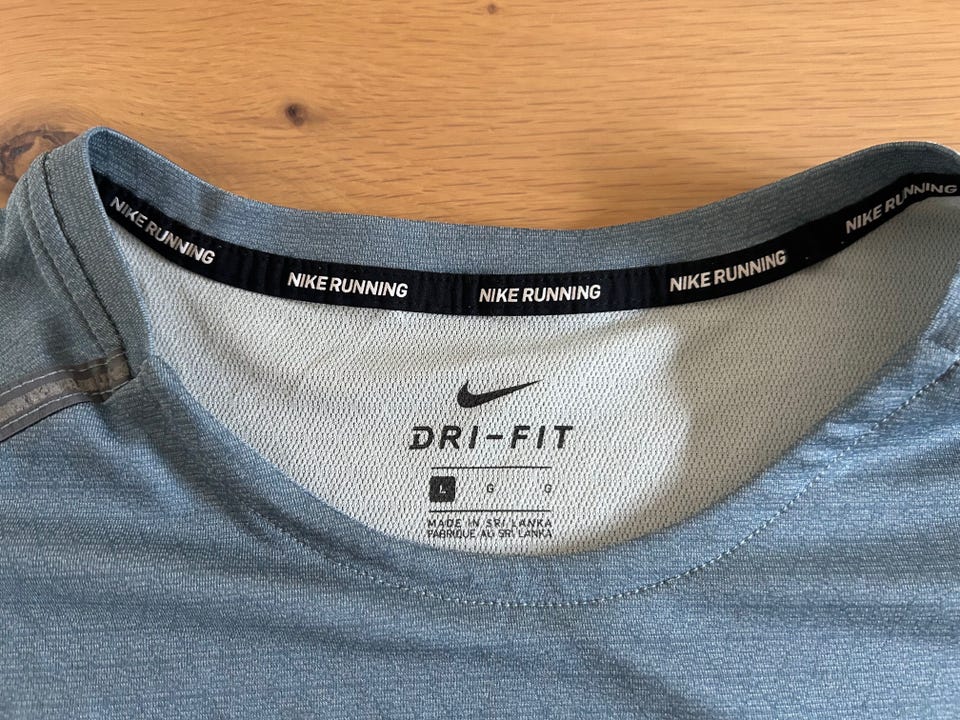 NIKE RUNNING NIKE RUNNING NIKE RUNNING NIKE RUNNING NIKE RUNNING
DRI-FIT
L G G
MADE IN SRI LANKA
FABRIQUÉ AU SRI LANKA